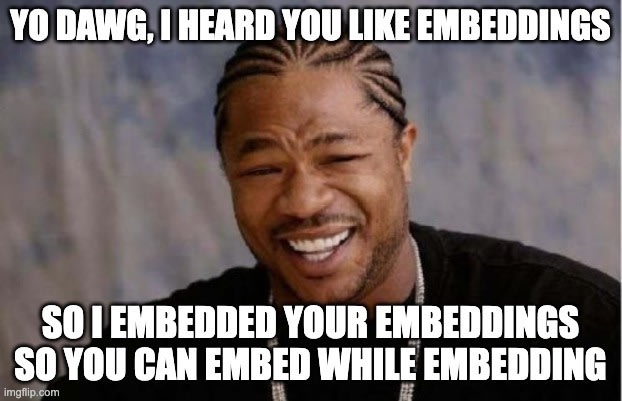 YO DAWG, I HEARD YOU LIKE EMBEDDINGS
SO I EMBEDDED YOUR EMBEDDINGS
SO YOU CAN EMBED WHILE EMBEDDING
imgflip.com